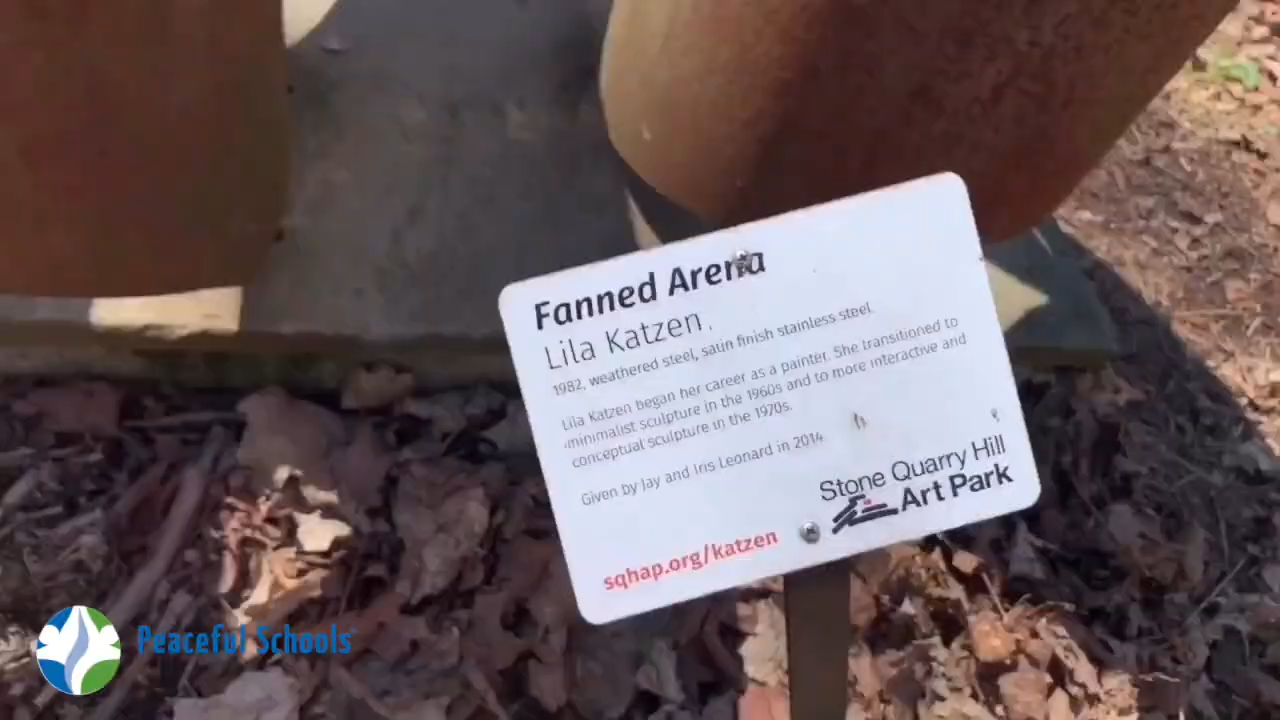 Fanned Arena
Lila Katzen
1982, weathered steel, satin finish stainless steel
Lila Katzen began her career as a painter. She transitioned to
minimalist sculpture in the 1960s and to more interactive and
conceptual sculpture in the 1970s.
Given by Jay and Iris Leonard in 2014
Stone Quarry Hill
Art Park
sqhap.org/katzen
Peaceful Schools